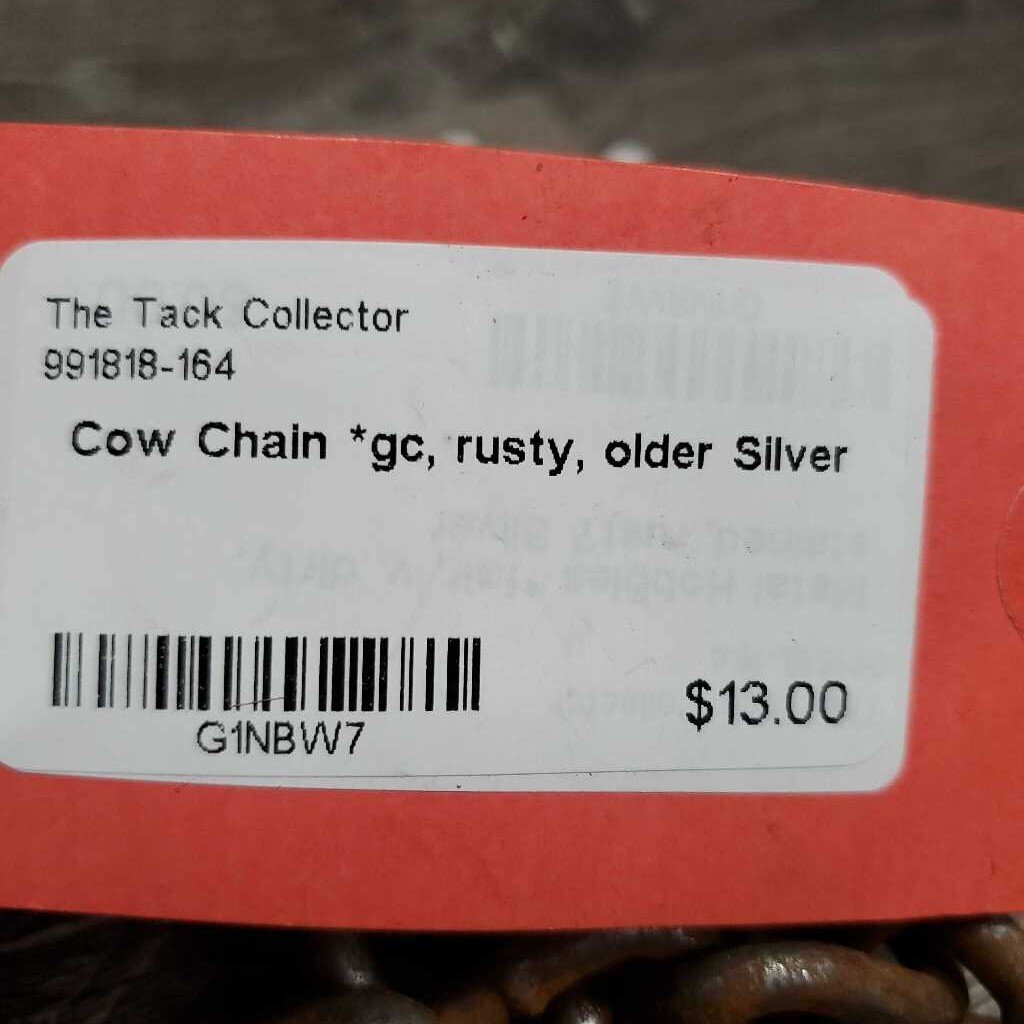 The Tack Collector
991818-164
Cow Chain *gc, rusty, older Silver
G1NBW7
$13.00